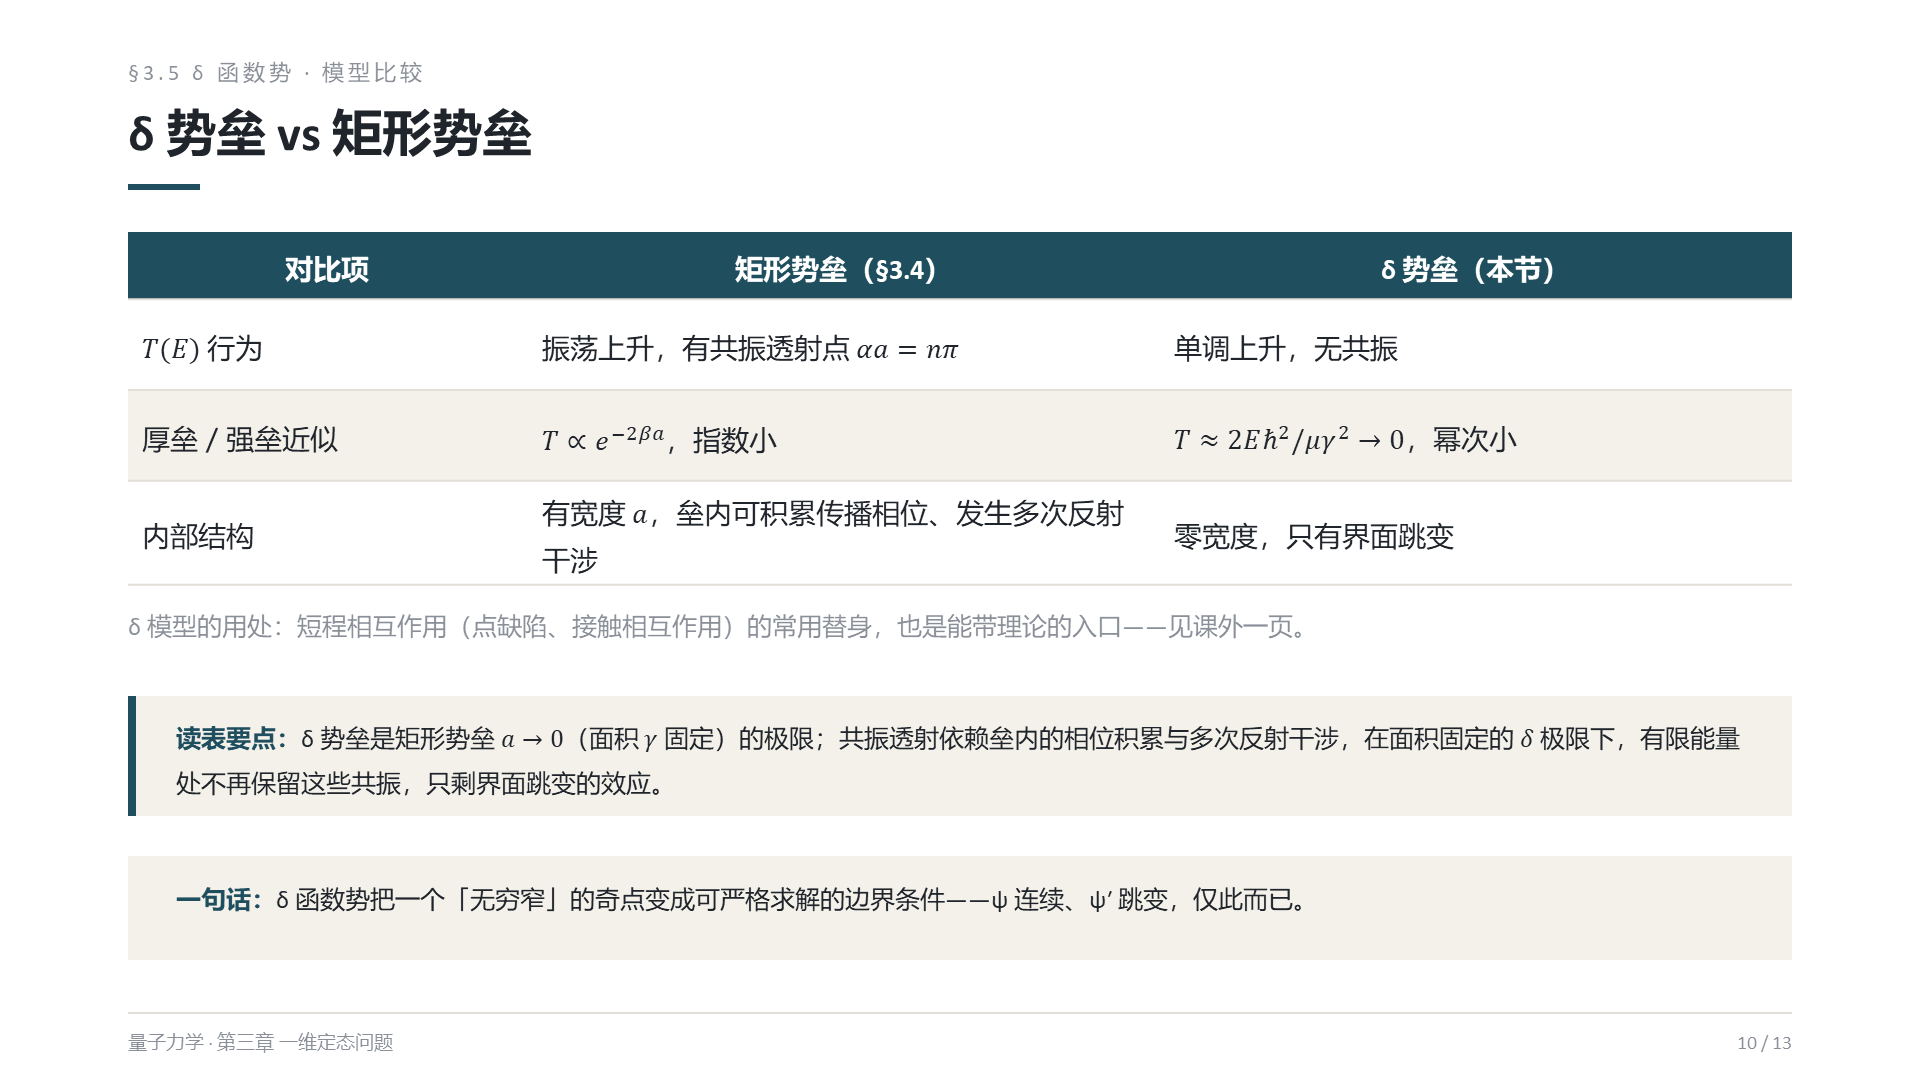 §3.5 δ 函数势 · 模型比较
δ 势垒 vs 矩形势垒
对比项 矩形势垒（§3.4） δ 势垒（本节）
T(E) 行为 振荡上升，有共振透射点 αa = nπ 单调上升，无共振
厚垒 / 强垒近似 T ∝ e^{−2βa}，指数小 T ≈ 2Eℏ²/μγ² → 0，幂次小
内部结构 有宽度 a，垒内可积累传播相位、发生多次反射
干涉 零宽度，只有界面跳变
δ 模型的用处：短程相互作用（点缺陷、接触相互作用）的常用替身，也是能带理论的入口——见课外一页。
读表要点：δ 势垒是矩形势垒 a → 0（面积 γ 固定）的极限；共振透射依赖垒内的相位积累与多次反射干涉，在面积固定的 δ 极限下，有限能量
处不再保留这些共振，只剩界面跳变的效应。
一句话：δ 函数势把一个「无穷窄」的奇点变成可严格求解的边界条件——ψ 连续、ψ′ 跳变，仅此而已。
量子力学 · 第三章 一维定态问题
10 / 13